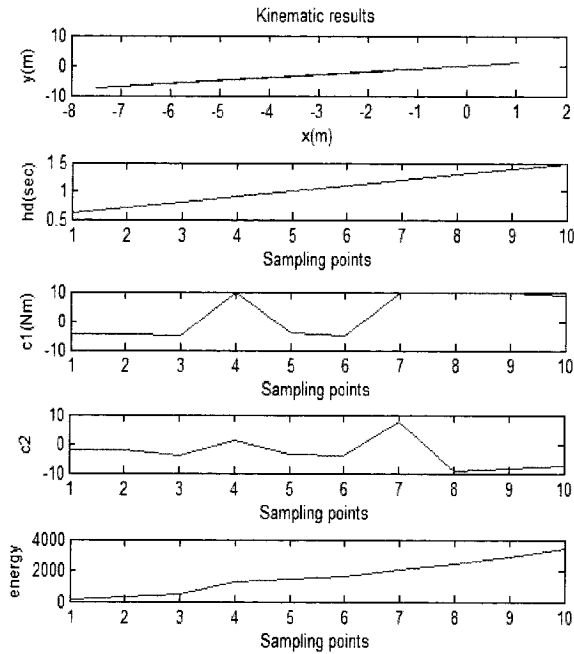 Kinematic results
10
y(m)
0
-10
-8 -7 -6 -5 -4 -3 -2 -1 0 1 2
x(m)
1.5
hd(sec)
1
0.5
1 2 3 4 5 6 7 8 9 10
Sampling points
10
c1(Nm)
0
-10
1 2 3 4 5 6 7 8 9 10
Sampling points
10
c2
0
-10
1 2 3 4 5 6 7 8 9 10
Sampling points
4000
energy
2000
0
1 2 3 4 5 6 7 8 9 10
Sampling points